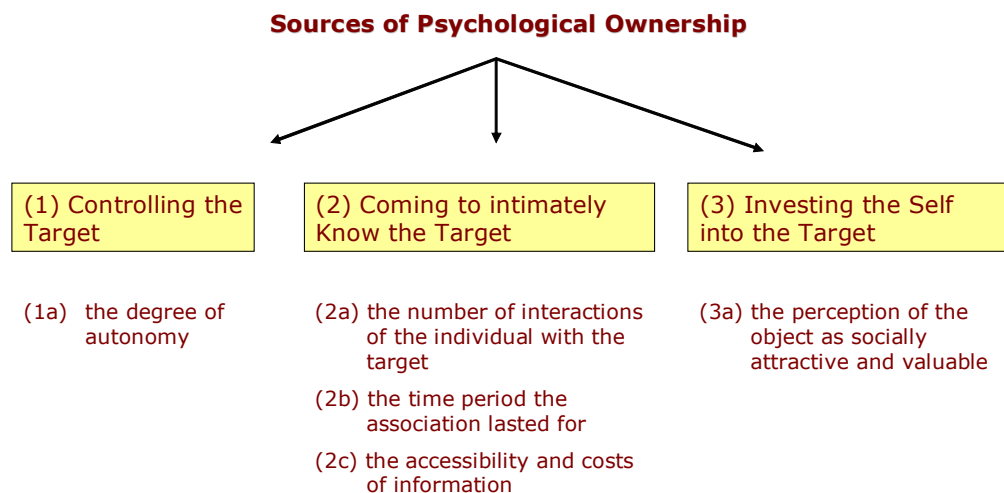 Sources of Psychological Ownership
(1) Controlling the
Target
(2) Coming to intimately
Know the Target
(3) Investing the Self
into the Target
(1a) the degree of
autonomy
(2a) the number of interactions
of the individual with the
target
(2b) the time period the
association lasted for
(2c) the accessibility and costs
of information
(3a) the perception of the
object as socially
attractive and valuable